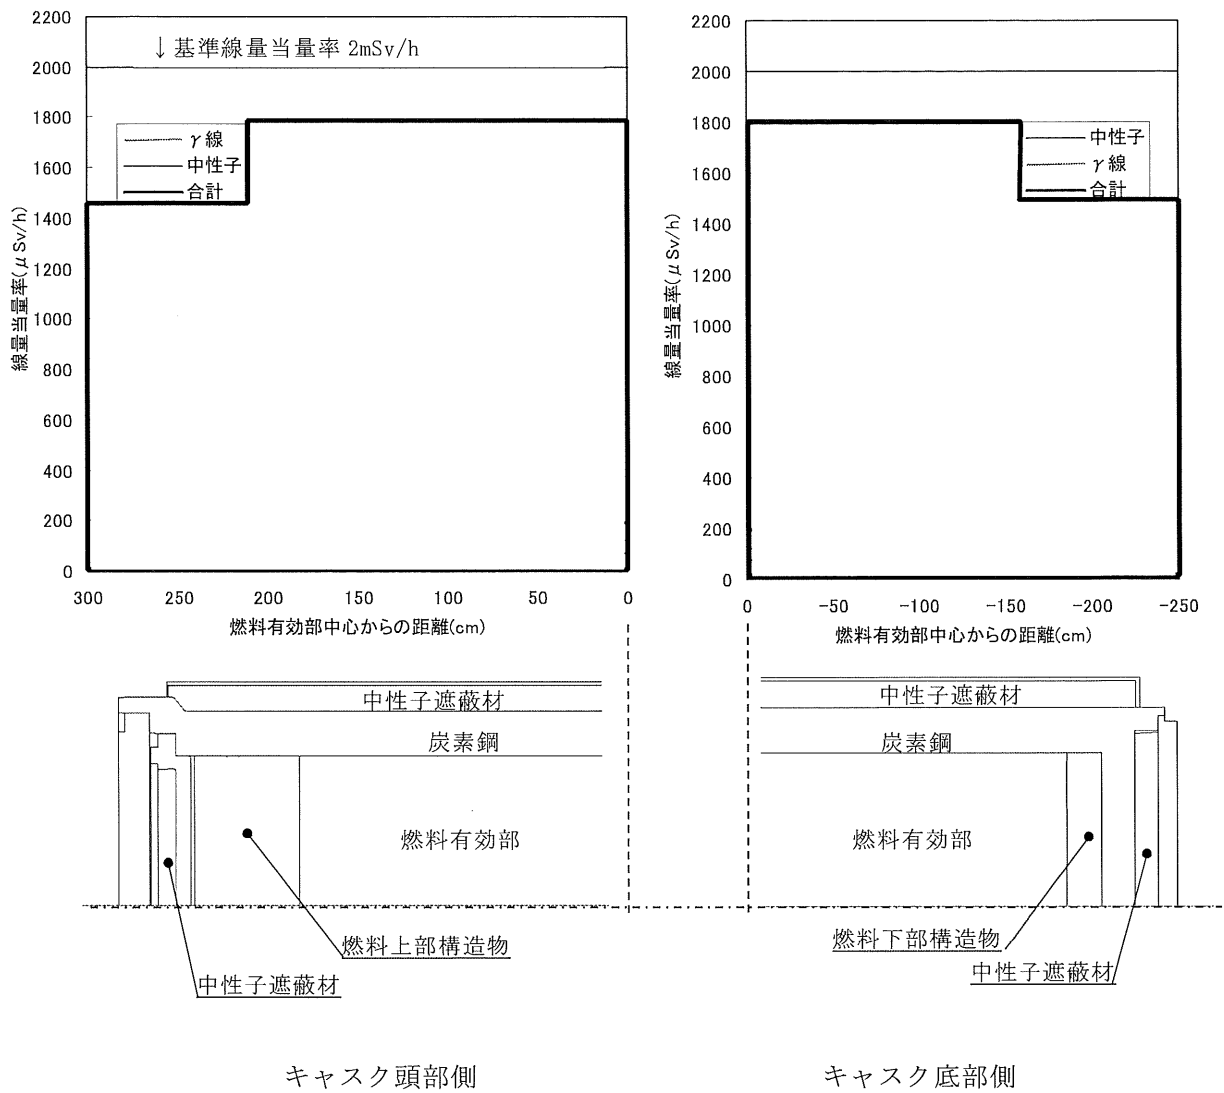 2200
2000
1800
1600
1400
1200
1000
800
600
400
200
0
線量当量率(μSv/h)
↓基準線量当量率 2mSv/h
γ線
中性子
合計
300 250 200 150 100 50 0
燃料有効部中心からの距離(cm)
2200
2000
1800
1600
1400
1200
1000
800
600
400
200
0
線量当量率(μSv/h)
中性子
γ線
合計
0 -50 -100 -150 -200 -250
燃料有効部中心からの距離(cm)
中性子遮蔽材
炭素鋼
燃料有効部
燃料上部構造物
中性子遮蔽材
中性子遮蔽材
炭素鋼
燃料有効部
燃料下部構造物
中性子遮蔽材
キャスク頭部側
キャスク底部側